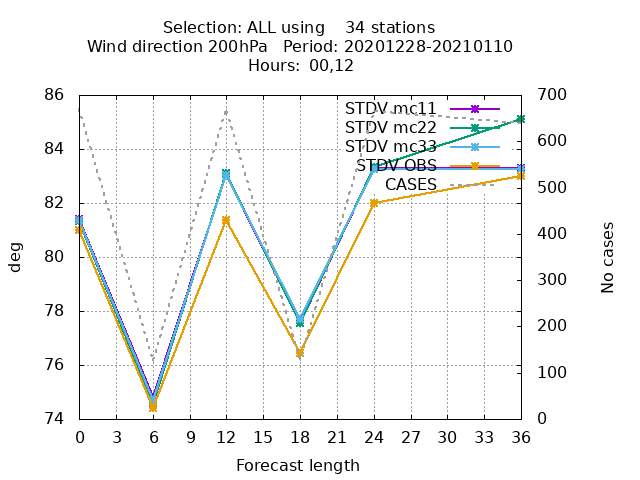 Selection: ALL using    34 stations
Wind direction 200hPa   Period: 20201228-20210110
Hours:  00,12
86
84
82
80
78
76
74
deg
700
600
500
400
300
200
100
0
No cases
STDV mc11
STDV mc22
STDV mc33
STDV OBS
CASES
0 3 6 9 12 15 18 21 24 27 30 33 36
Forecast length